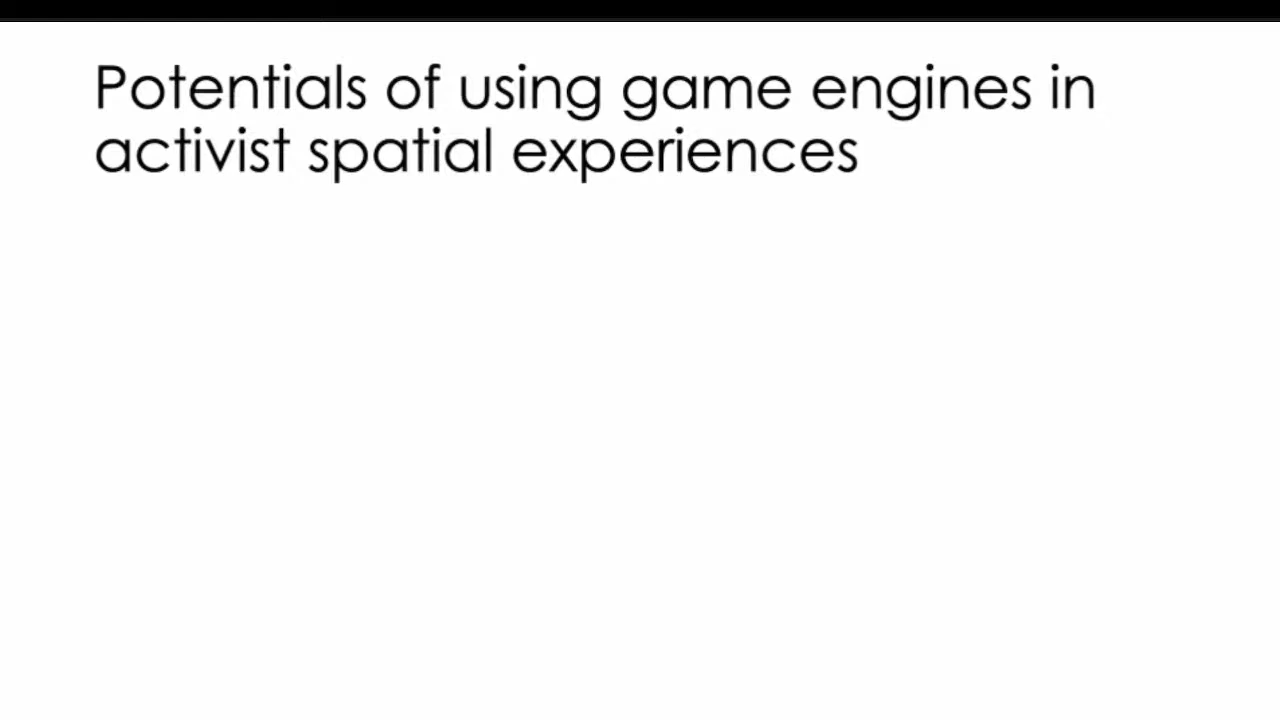 Potentials of using game engines in
activist spatial experiences